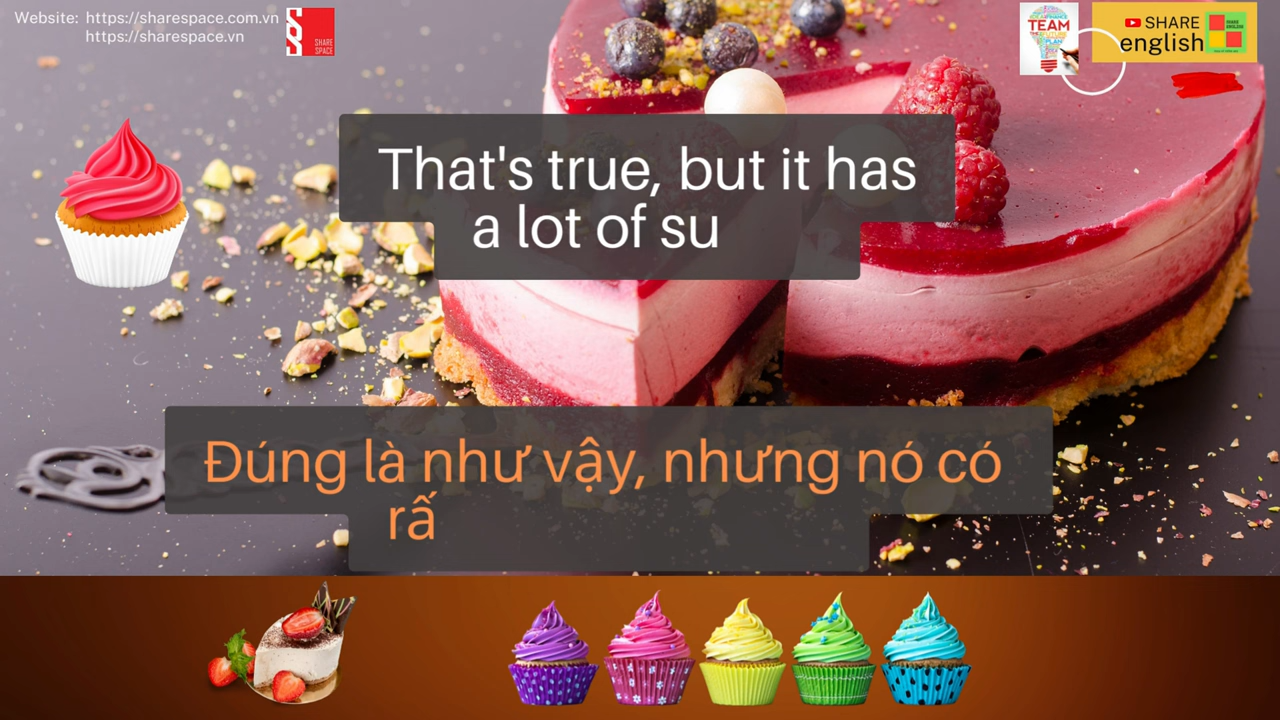 Website: https://sharespace.com.vn
https://sharespace.vn
SHARE
SPACE
TEAM
PLAN
SHARE
english
That's true, but it has
a lot of su
Đúng là như vậy, nhưng nó có
rấ